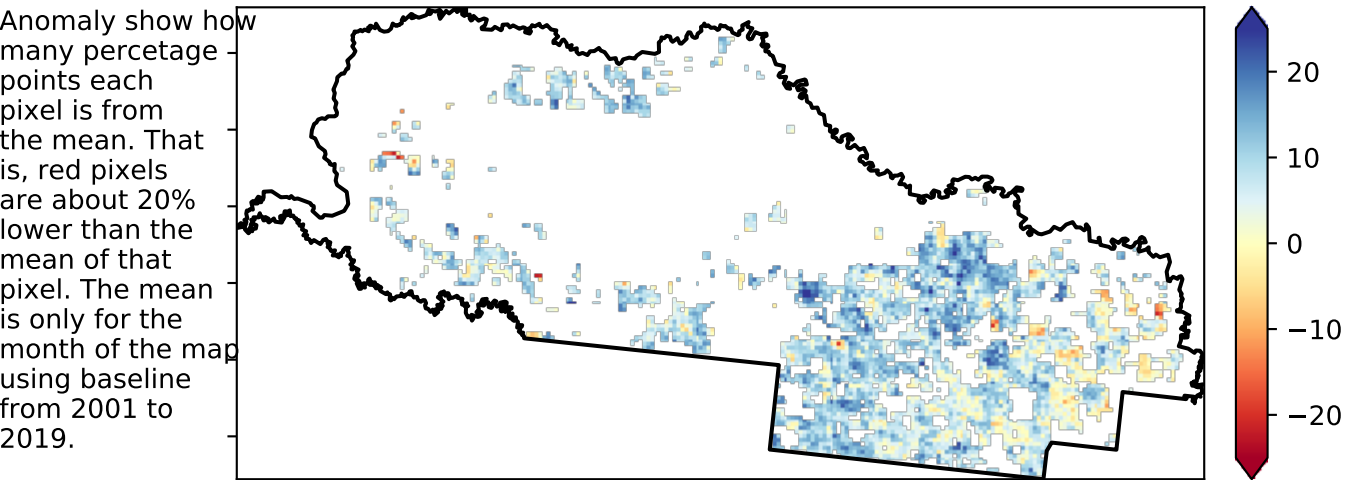 Anomaly show how
many percetage
points each
pixel is from
the mean. That
is, red pixels
are about 20%
lower than the
mean of that
pixel. The mean
is only for the
month of the map
using baseline
from 2001 to
2019.
20
10
0
−10
−20